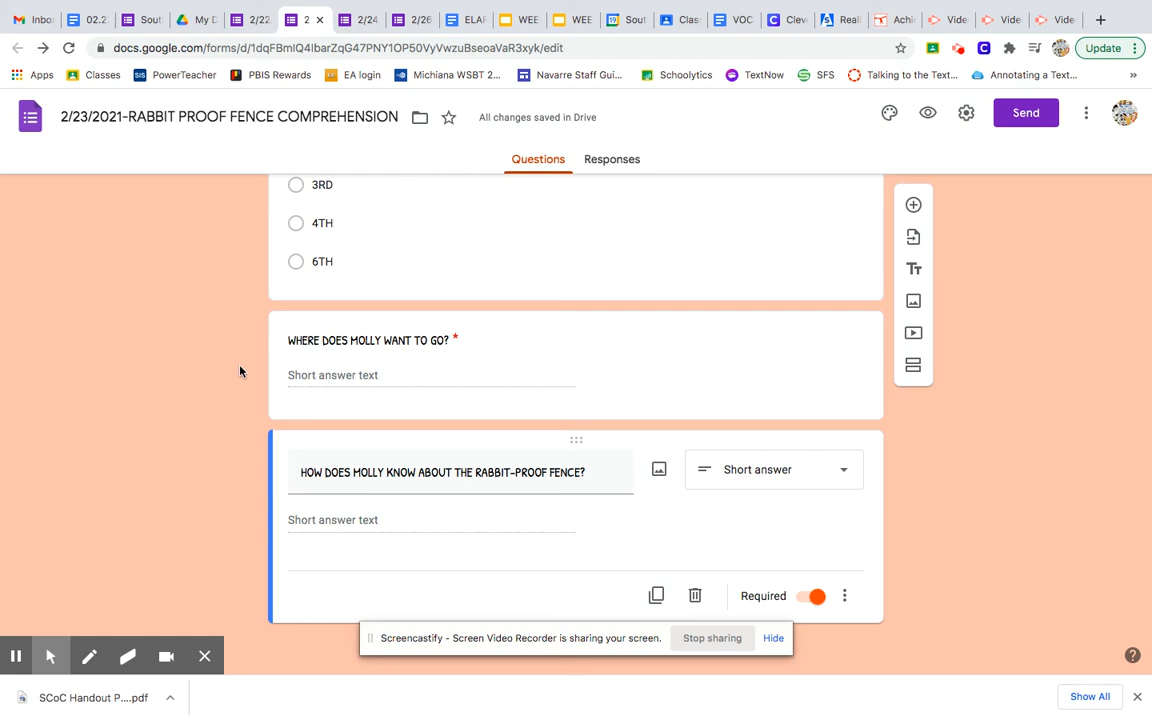 Inbo
02.2
Sout
My D
2/22
2
2/24
2/26
ELAR
WEE
WEE
Sout
Clas
VOC
Clev
Reali
Achi
Vide
Vide
Vide
docs.google.com/forms/d/1dqFBmlQ4lbarZqG47PNY1OP50VyVwzuBseoaVaR3xyk/edit
Update
Apps
Classes
PowerTeacher
PBIS Rewards
EA login
Michiana WSBT 2...
Navarre Staff Gui...
Schoolytics
TextNow
SFS
Talking to the Text...
Annotating a Text...
»
2/23/2021-RABBIT PROOF FENCE COMPREHENSION
All changes saved in Drive
Send
Questions Responses
3RD
4TH
6TH
WHERE DOES MOLLY WANT TO GO? *
Short answer text
HOW DOES MOLLY KNOW ABOUT THE RABBIT-PROOF FENCE?
Short answer
Short answer text
Required
Screencastify - Screen Video Recorder is sharing your screen.
Stop sharing
Hide
SCoC Handout P....pdf
Show All